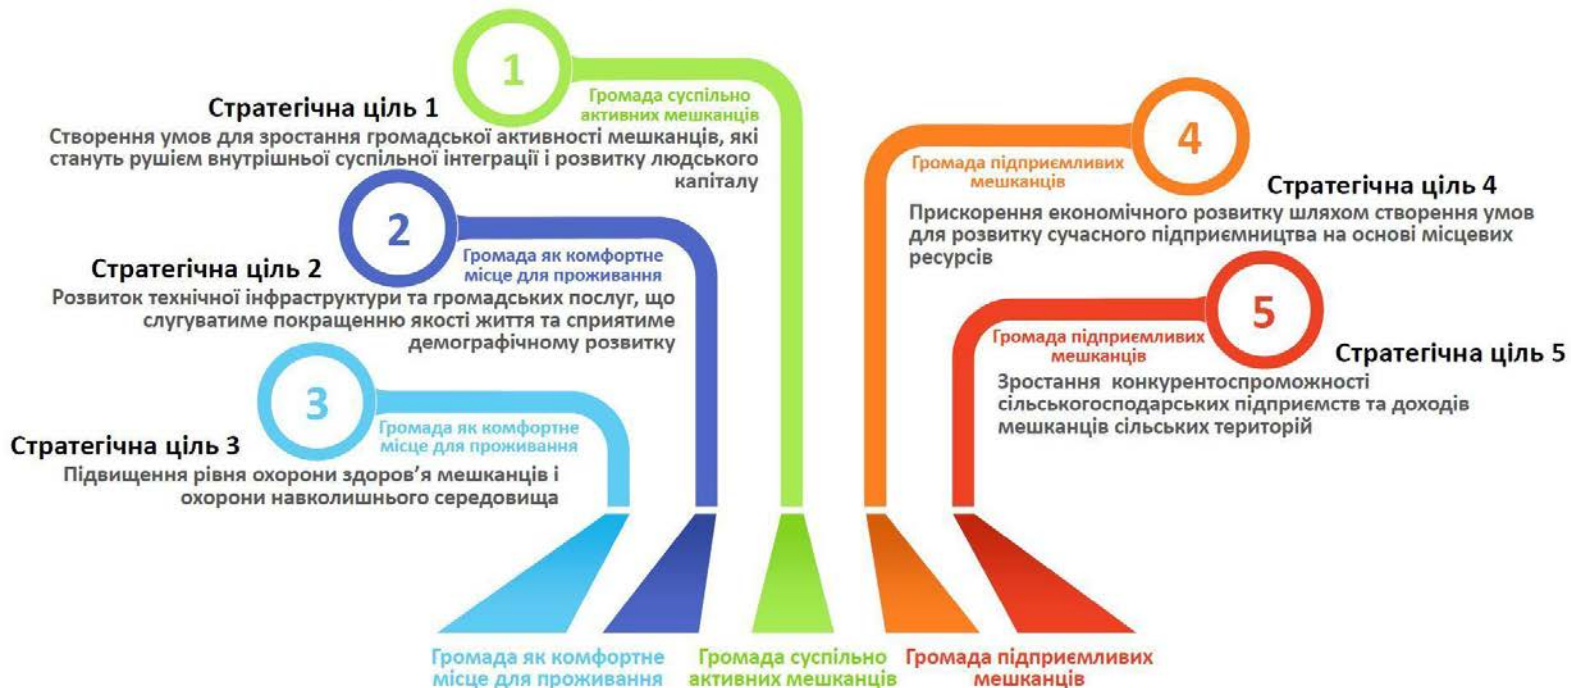 1
Громада суспільно
активних мешканців
Стратегічна ціль 1
Створення умов для зростання громадської активності мешканців, які
стануть рушієм внутрішньої суспільної інтеграції і розвитку людського
капіталу
2
Громада як комфортне
місце для проживання
Стратегічна ціль 2
Розвиток технічної інфраструктури та громадських послуг, що
слугуватиме покращенню якості життя та сприятиме
демографічному розвитку
3
Громада як комфортне
місце для проживання
Стратегічна ціль 3
Підвищення рівня охорони здоров’я мешканців і
охорони навколишнього середовища
4
Громада підприємливих
мешканців
Стратегічна ціль 4
Прискорення економічного розвитку шляхом створення умов
для розвитку сучасного підприємництва на основі місцевих
ресурсів
5
Громада підприємливих
мешканців
Стратегічна ціль 5
Зростання конкурентоспроможності
сільськогосподарських підприємств та доходів
мешканців сільських територій
Громада як комфортне
місце для проживання
Громада суспільно
активних мешканців
Громада підприємливих
мешканців